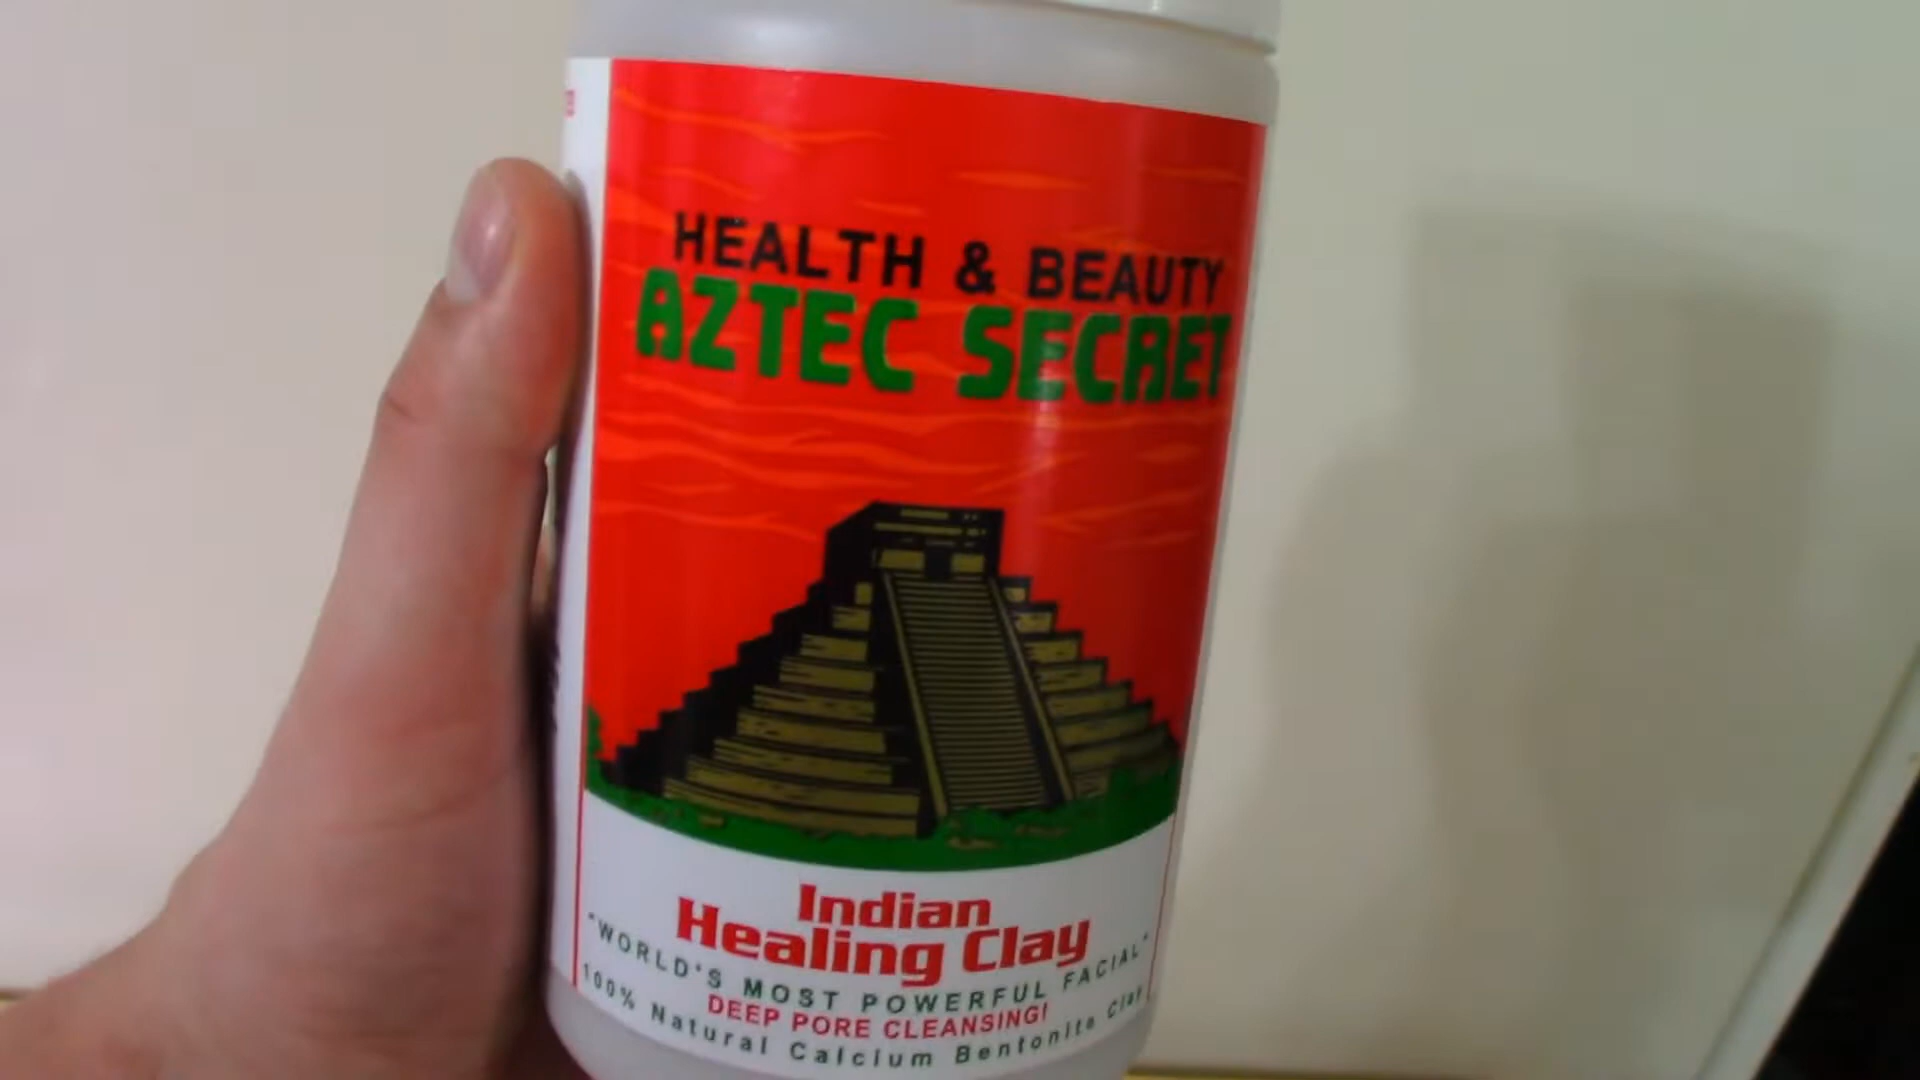 HEALTH & BEAUTY
AZTEC SECRET
Indian
Healing Clay
"WORLD'S MOST POWERFUL FACIAL"
DEEP PORE CLEANSING!
100% Natural Calcium Bentonite Clay